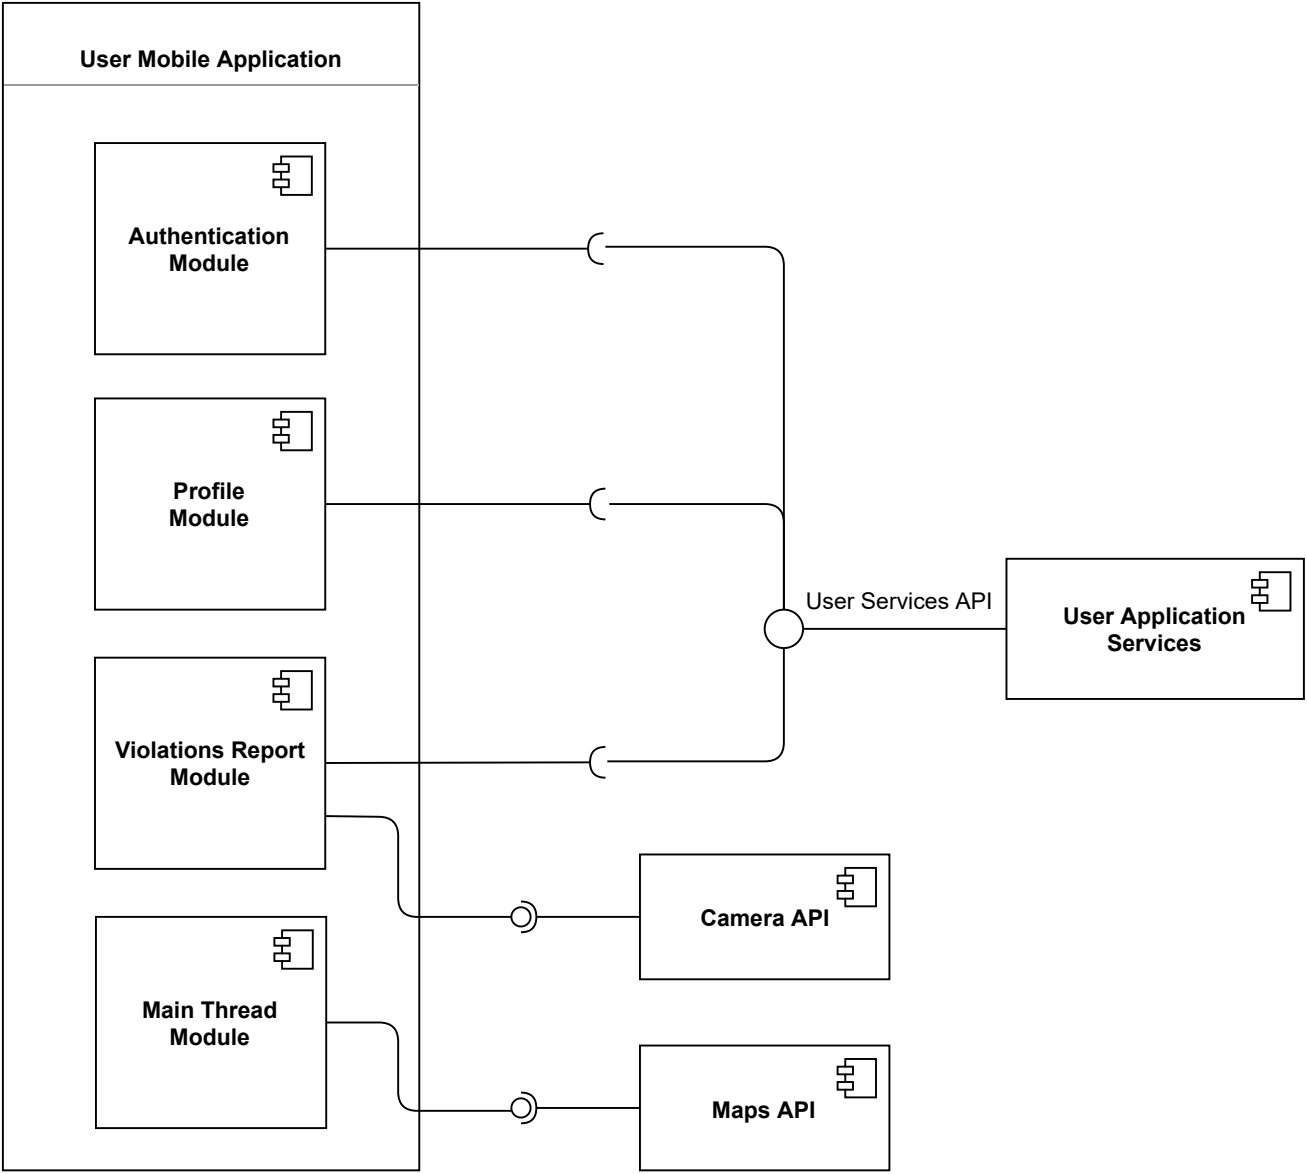 User Mobile Application
Authentication
Module
Profile
Module
User Services API
User Application
Services
Violations Report
Module
Camera API
Main Thread
Module
Maps API